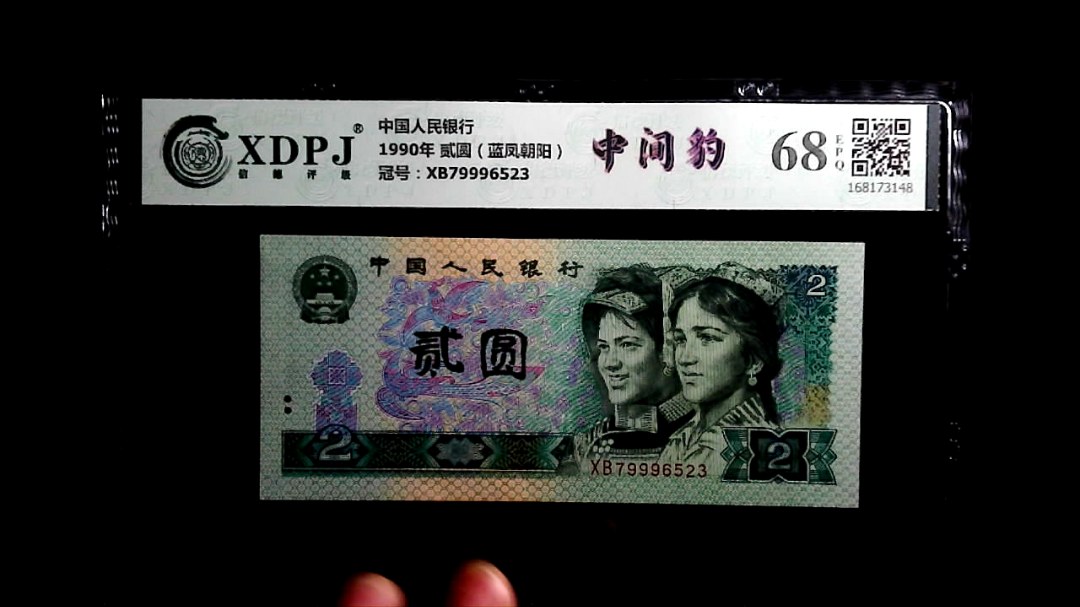 XDPJ®
信邮评级
中国人民银行
1990年 贰圆（蓝凤朝阳）
冠号：XB79996523
中间豹
68
EPQ
168173148
中国人民银行
2
贰圆
2
XB79996523
2